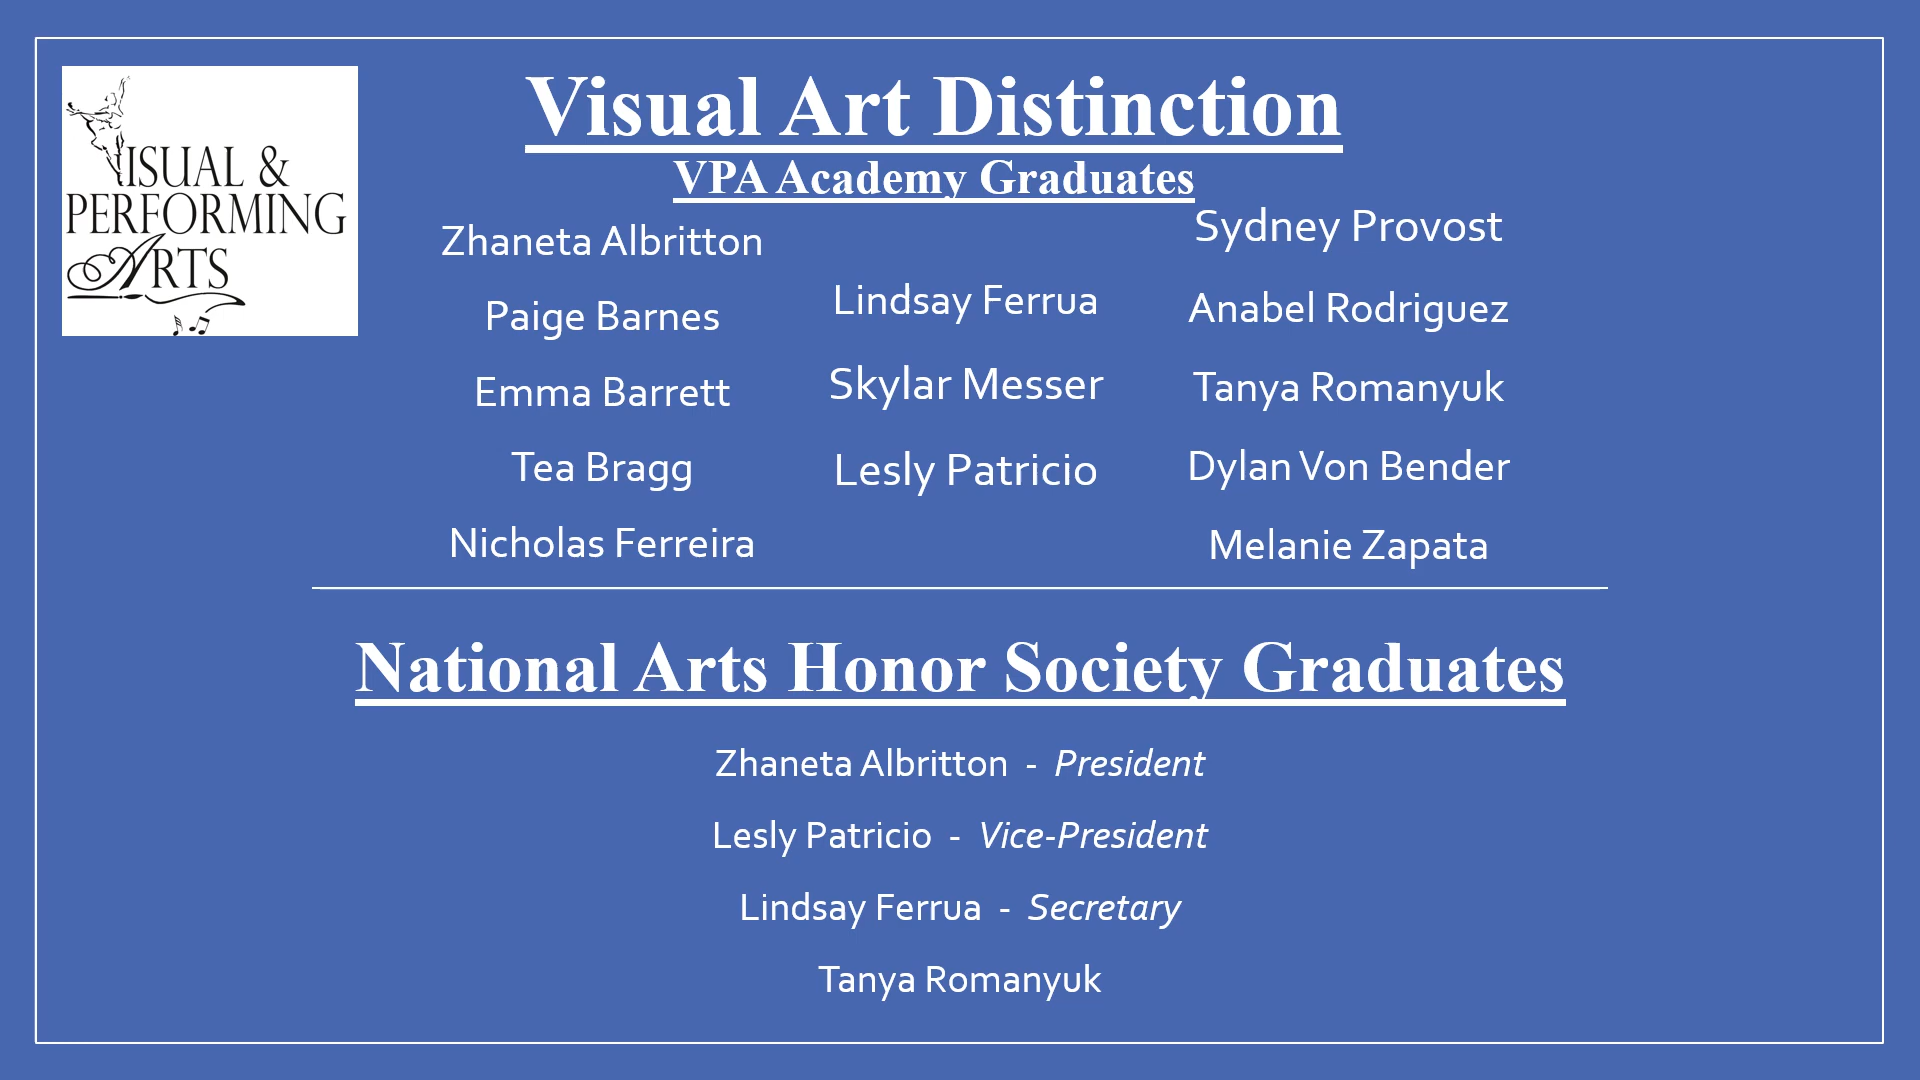 VISUAL &
PERFORMING
ARTS
Visual Art Distinction
VPA Academy Graduates
Zhaneta Albritton
Paige Barnes
Emma Barrett
Tea Bragg
Nicholas Ferreira
Lindsay Ferrua
Skylar Messer
Lesly Patricio
Sydney Provost
Anabel Rodriguez
Tanya Romanyuk
Dylan Von Bender
Melanie Zapata
National Arts Honor Society Graduates
Zhaneta Albritton - President
Lesly Patricio - Vice-President
Lindsay Ferrua - Secretary
Tanya Romanyuk